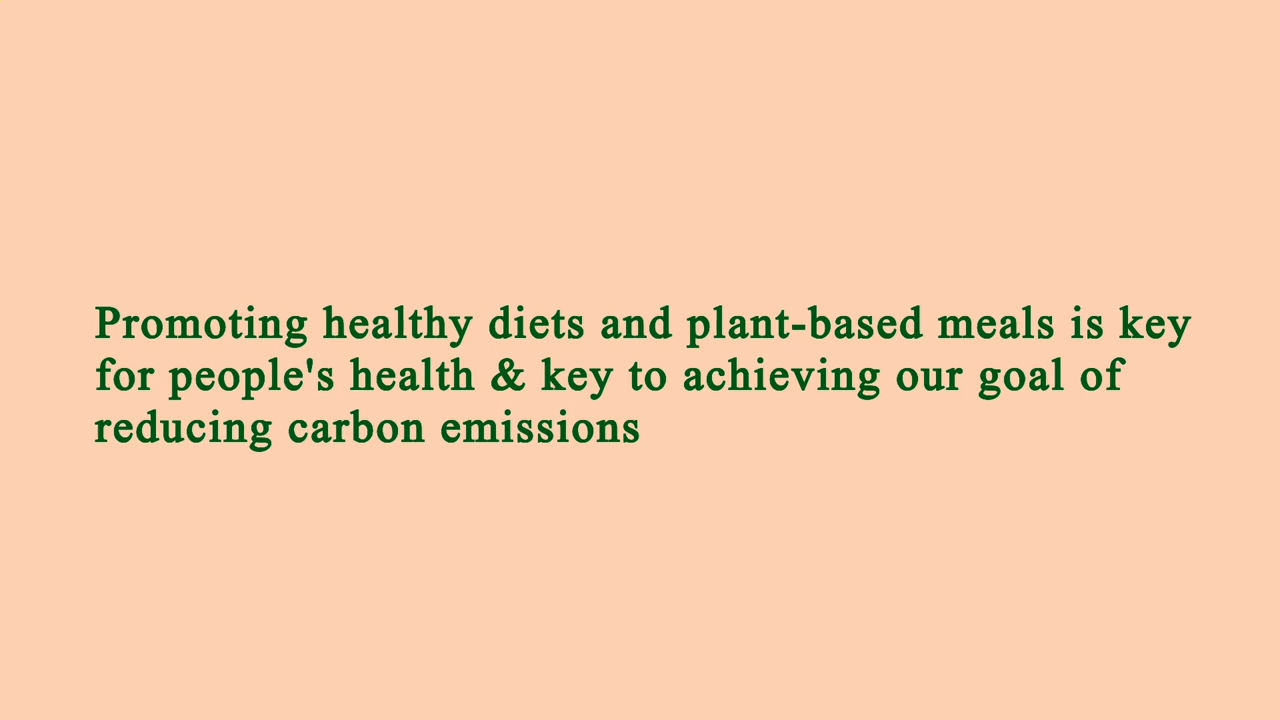 Promoting healthy diets and plant-based meals is key
for people's health & key to achieving our goal of
reducing carbon emissions